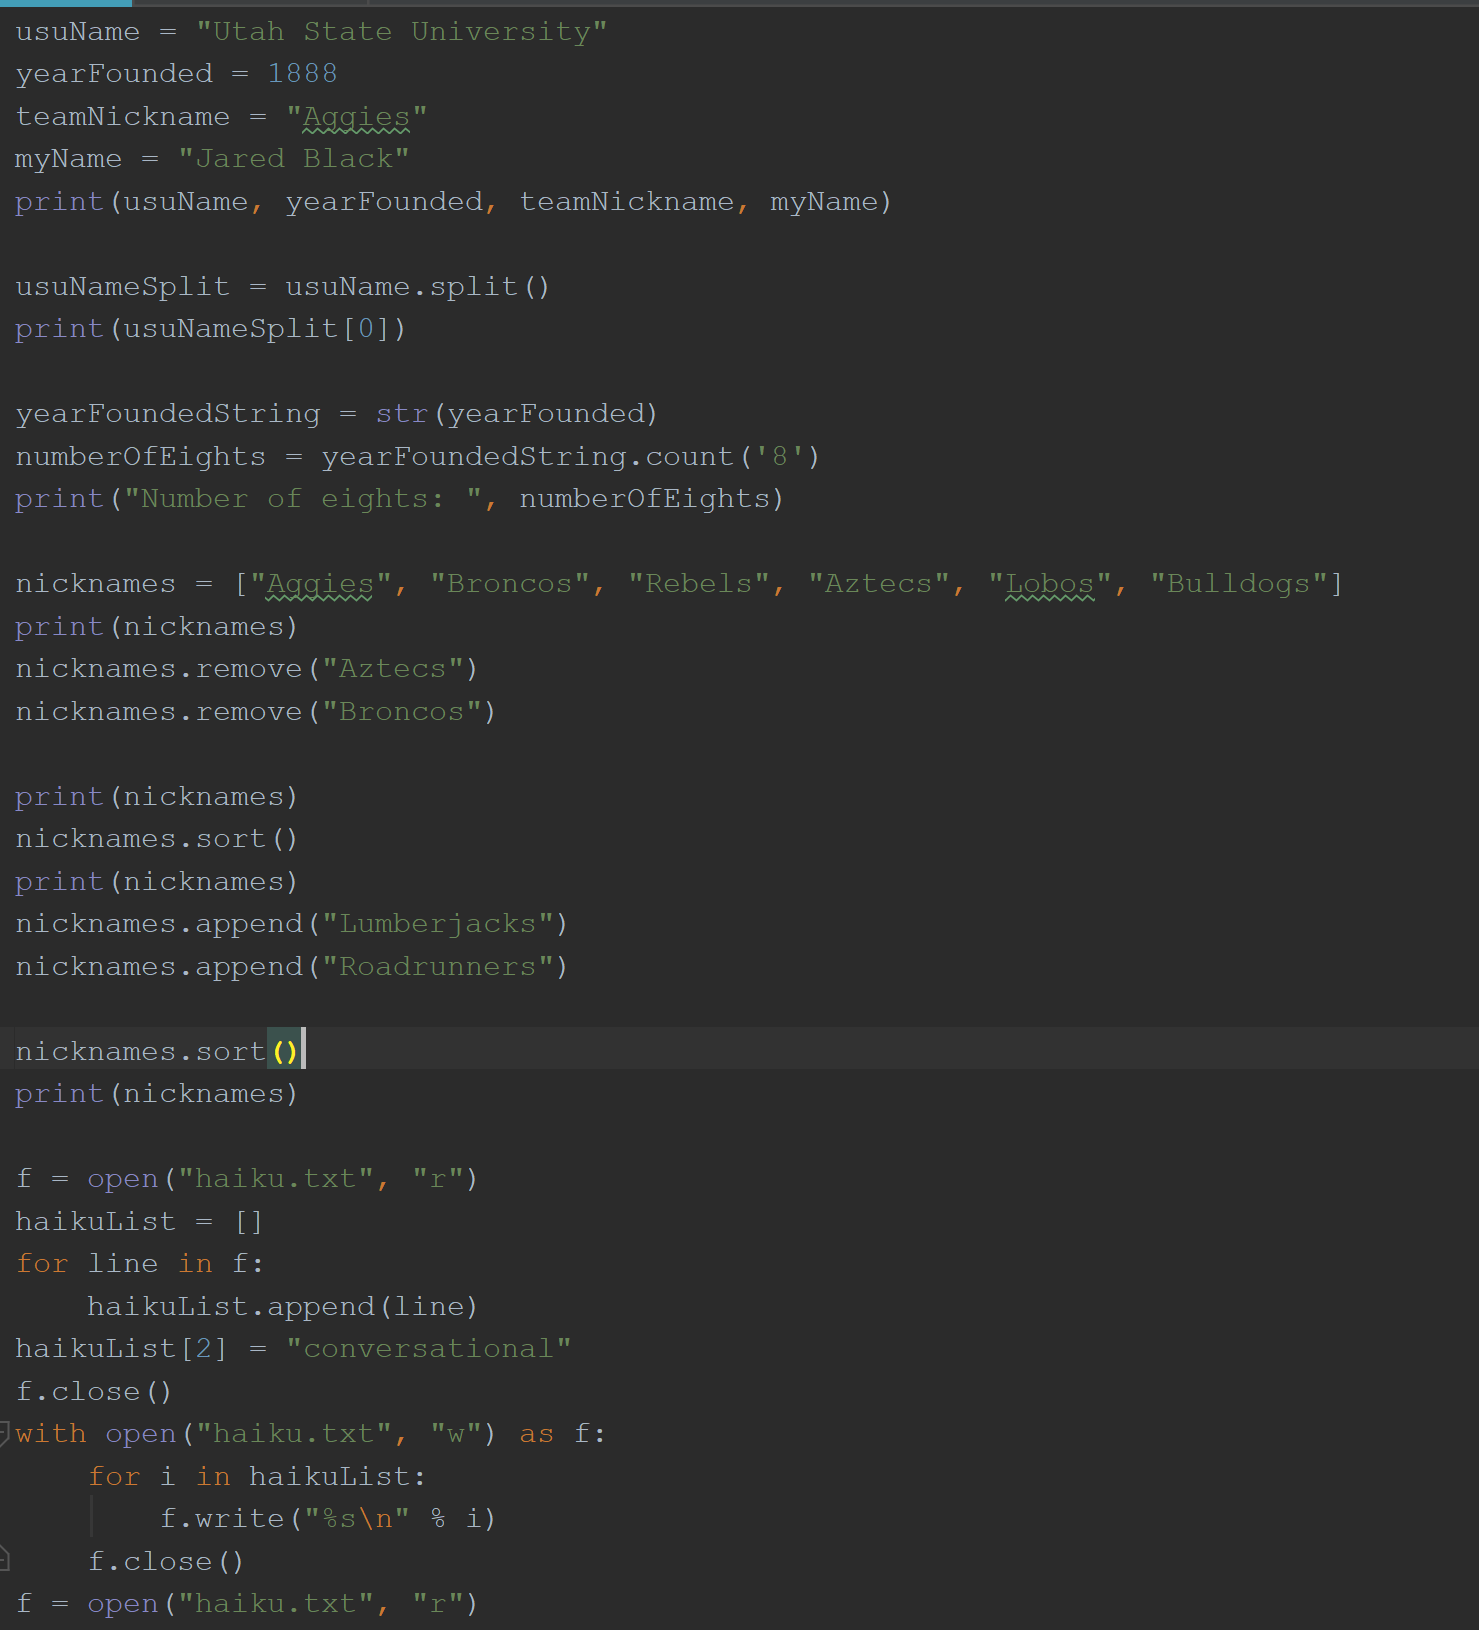 usuName = "Utah State University"
yearFounded = 1888
teamNickname = "Aggies"
myName = "Jared Black"
print(usuName, yearFounded, teamNickname, myName)

usuNameSplit = usuName.split()
print(usuNameSplit[0])

yearFoundedString = str(yearFounded)
numberOfEights = yearFoundedString.count('8')
print("Number of eights: ", numberOfEights)

nicknames = ["Aggies", "Broncos", "Rebels", "Aztecs", "Lobos", "Bulldogs"]
print(nicknames)
nicknames.remove("Aztecs")
nicknames.remove("Broncos")

print(nicknames)
nicknames.sort()
print(nicknames)
nicknames.append("Lumberjacks")
nicknames.append("Roadrunners")

nicknames.sort()
print(nicknames)

f = open("haiku.txt", "r")
haikuList = []
for line in f:
    haikuList.append(line)
haikuList[2] = "conversational"
f.close()
with open("haiku.txt", "w") as f:
    for i in haikuList:
        f.write("%s\n" % i)
    f.close()
f = open("haiku.txt", "r")